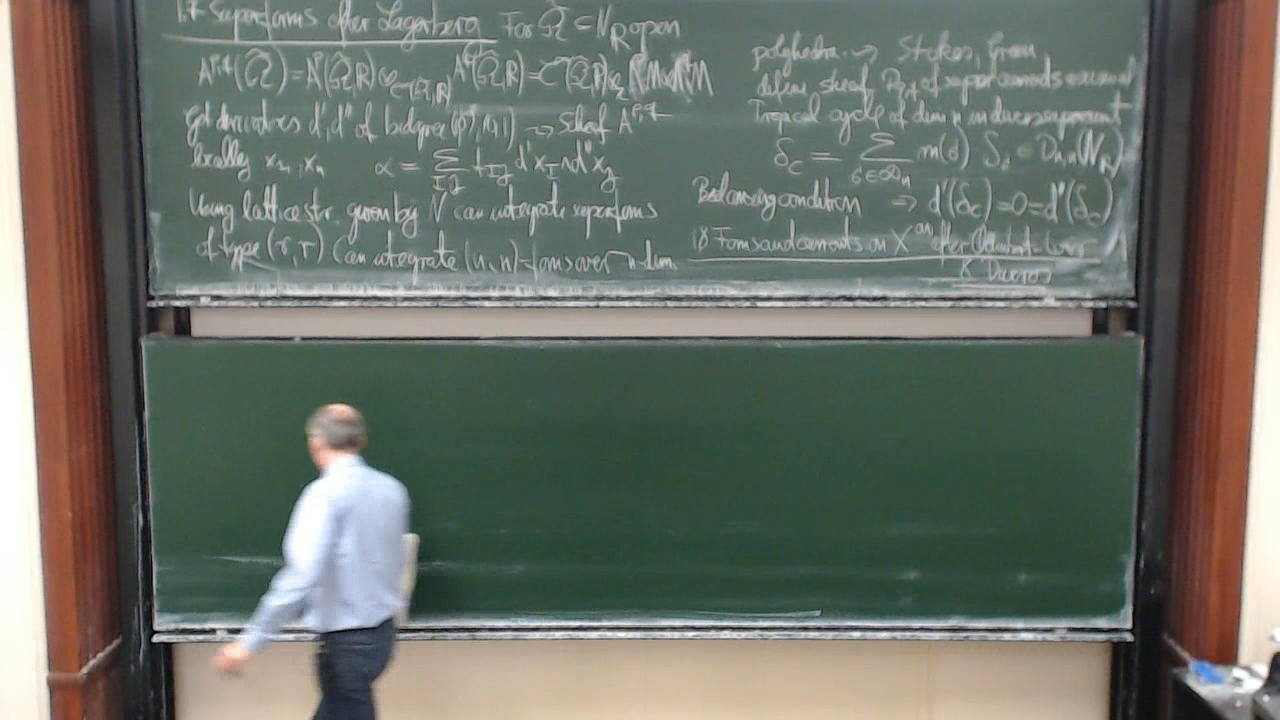 1.7 Superforms after Lagerberg For Ω̃ ⊂ N_R open
A^{p,q}(Ω̃) = A^p(Ω̃,R) ⊗_{C^∞(Ω̃,R)} A^q(Ω̃,R) = C^∞(Ω̃,R) ⊗_Z Λ^p M ⊗ Λ^q M
get derivatives d', d'' of bidegree (1,0), (0,1) ⇝ sheaf A^{p,q}
locally x_1, x_n α = Σ_{I,J} f_{IJ} d'x_I ∧ d''x_J
Using lattice str. given by N can integrate superforms
of type (r,r) Can integrate (n,n)-forms over n-dim.
polyhedra ⇝ Stokes, Green
define sheaf D_{p,q} of supercurrents as usual
Tropical cycle of dim n induces supercurrent
δ_C = Σ_{σ∈C_n} m(σ) δ_σ ∈ D_{n,n}(N_R)
Balancing condition ⇒ d'(δ_C) = 0 = d''(δ_C)
1.8 Forms and currents on X^{an} after Chambert-Loir
& Ducros